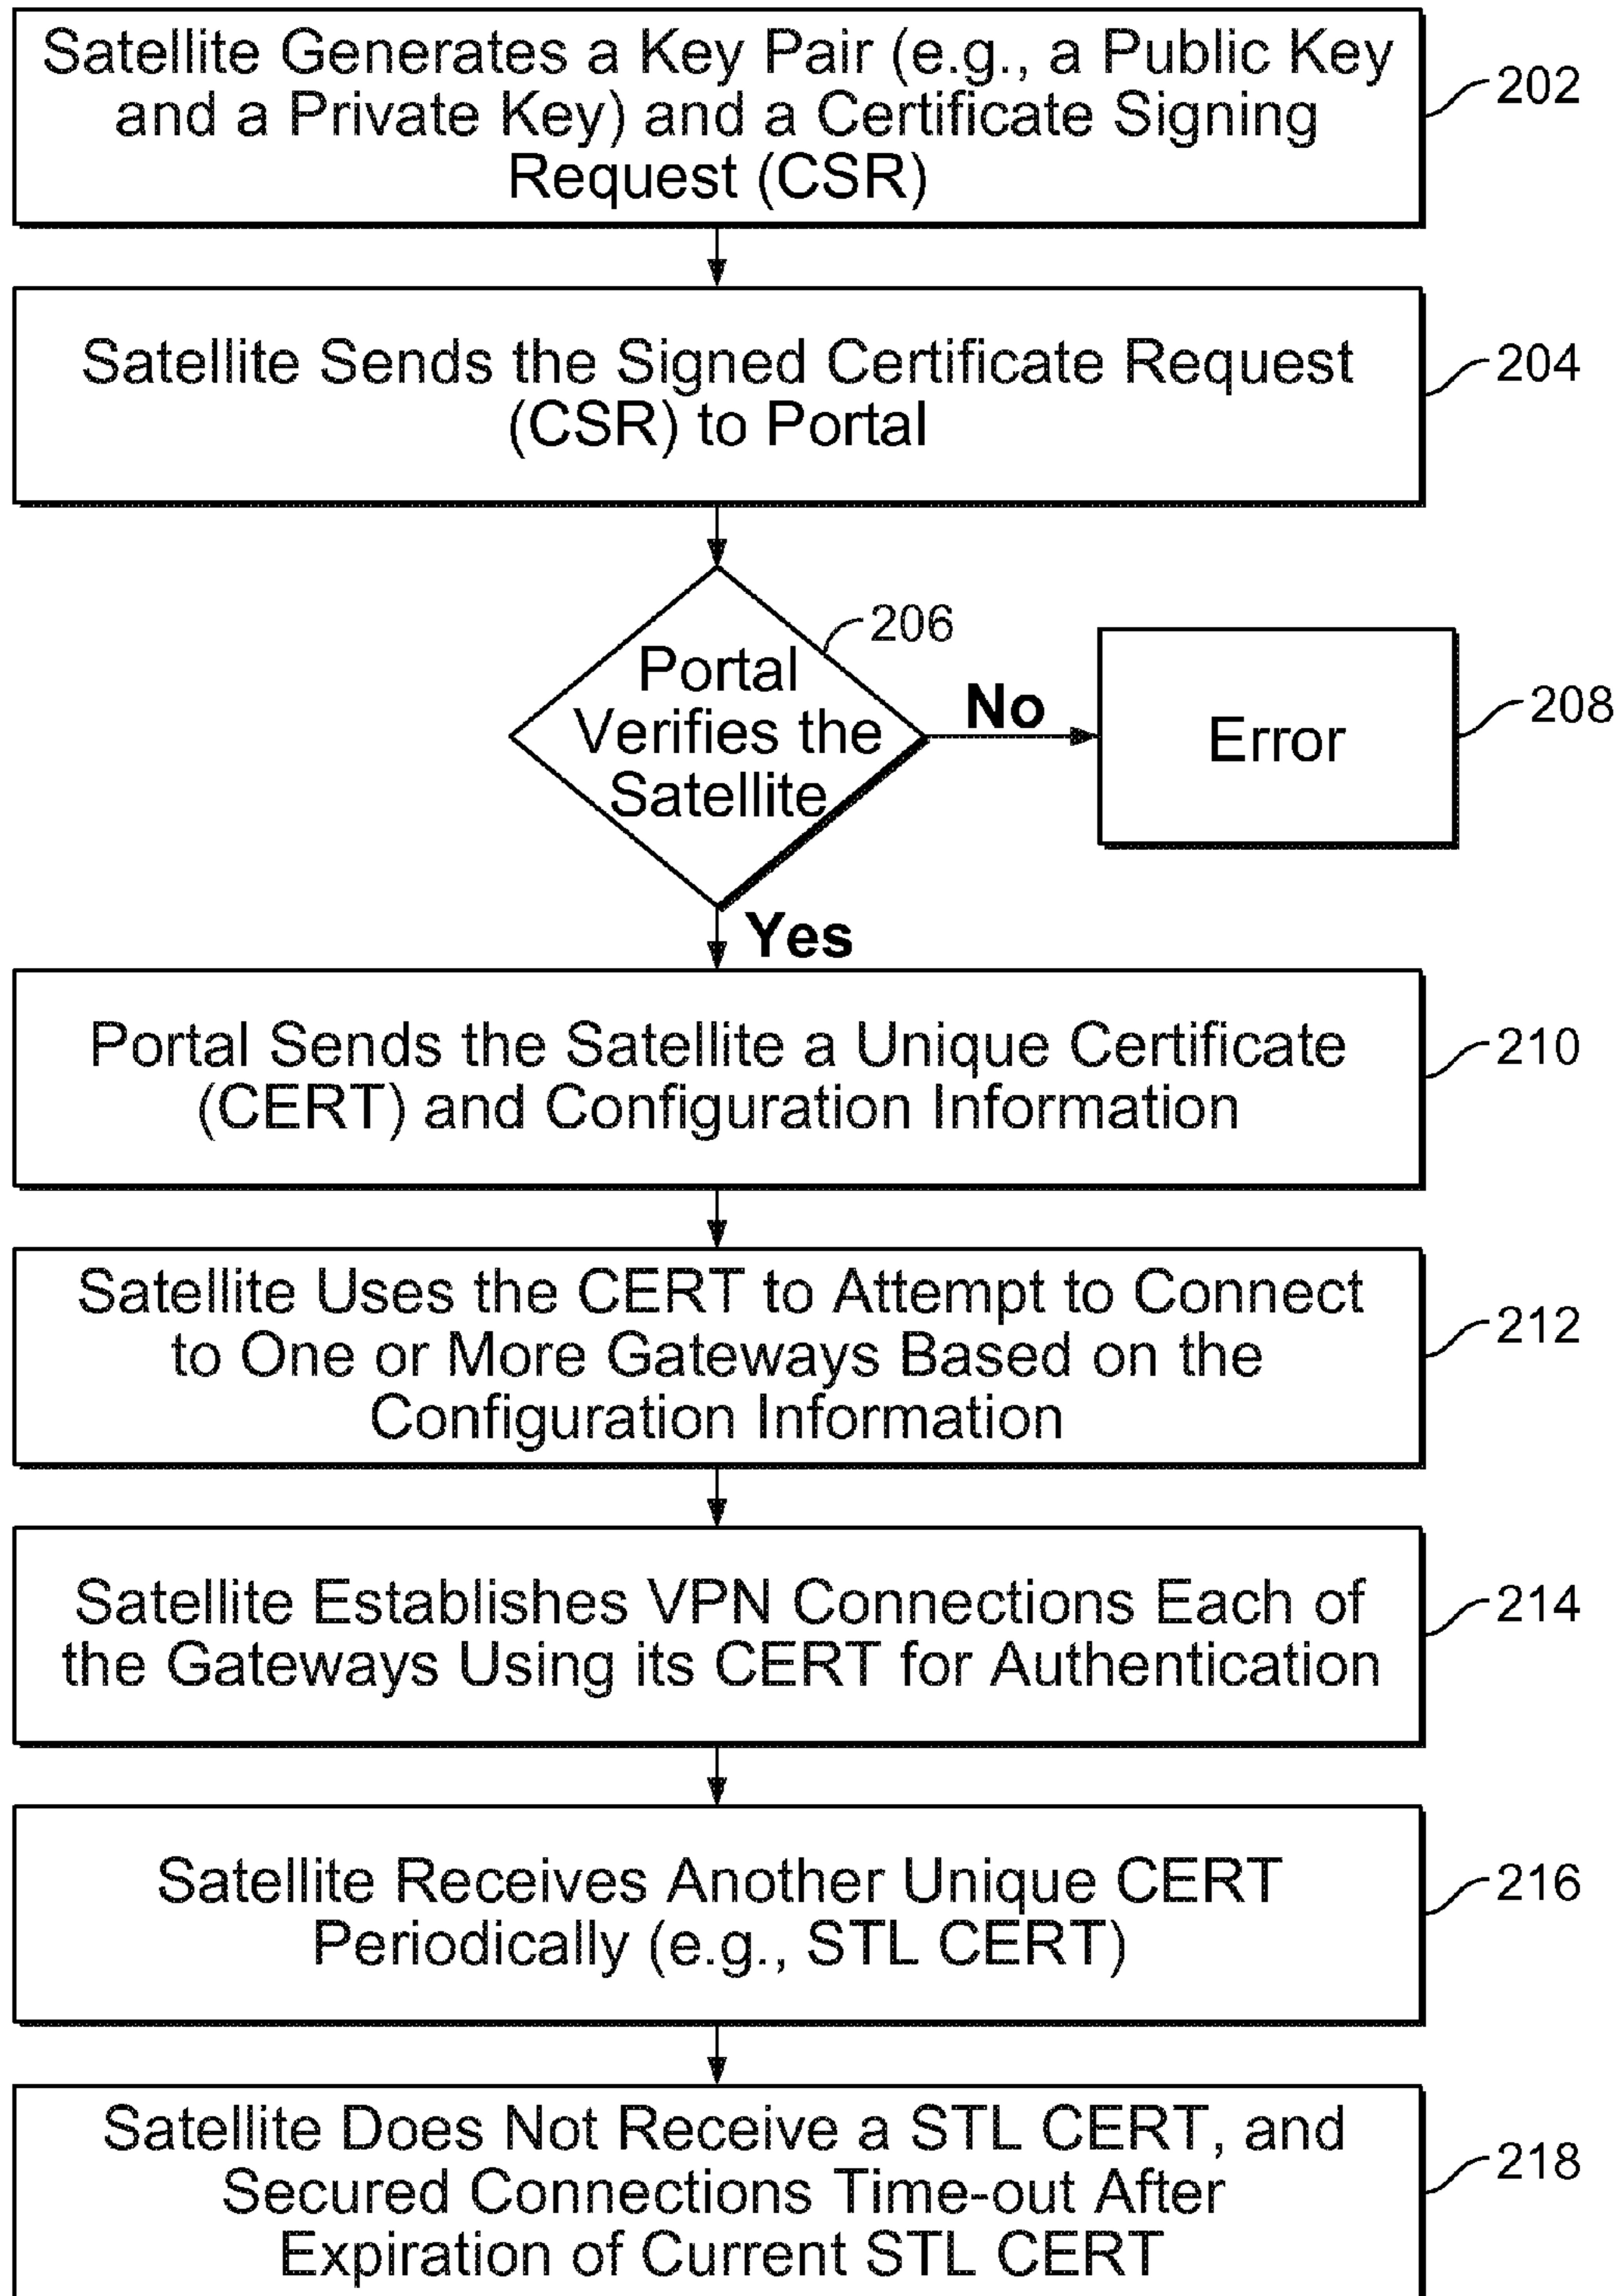 Satellite Generates a Key Pair (e.g., a Public Key
and a Private Key) and a Certificate Signing
Request (CSR)
202
Satellite Sends the Signed Certificate Request
(CSR) to Portal
204
206
Portal
Verifies the
Satellite
No
Error
208
Yes
Portal Sends the Satellite a Unique Certificate
(CERT) and Configuration Information
210
Satellite Uses the CERT to Attempt to Connect
to One or More Gateways Based on the
Configuration Information
212
Satellite Establishes VPN Connections Each of
the Gateways Using its CERT for Authentication
214
Satellite Receives Another Unique CERT
Periodically (e.g., STL CERT)
216
Satellite Does Not Receive a STL CERT, and
Secured Connections Time-out After
Expiration of Current STL CERT
218